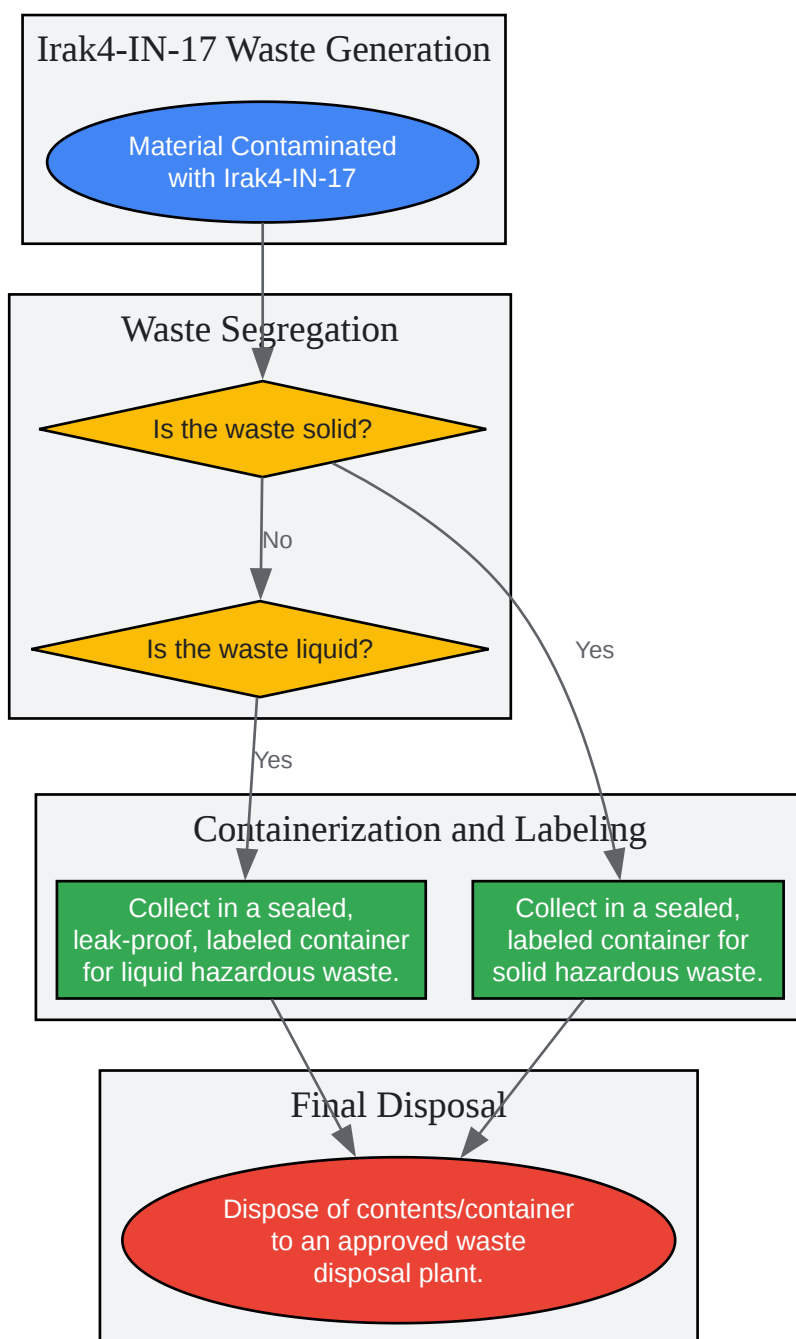 Irak4-IN-17 Waste Generation
Material Contaminated
with Irak4-IN-17
Waste Segregation
Is the waste solid?
No
Is the waste liquid?
Yes
Yes
Containerization and Labeling
Collect in a sealed,
leak-proof, labeled container
for liquid hazardous waste.
Collect in a sealed,
labeled container for
solid hazardous waste.
Final Disposal
Dispose of contents/container
to an approved waste
disposal plant.